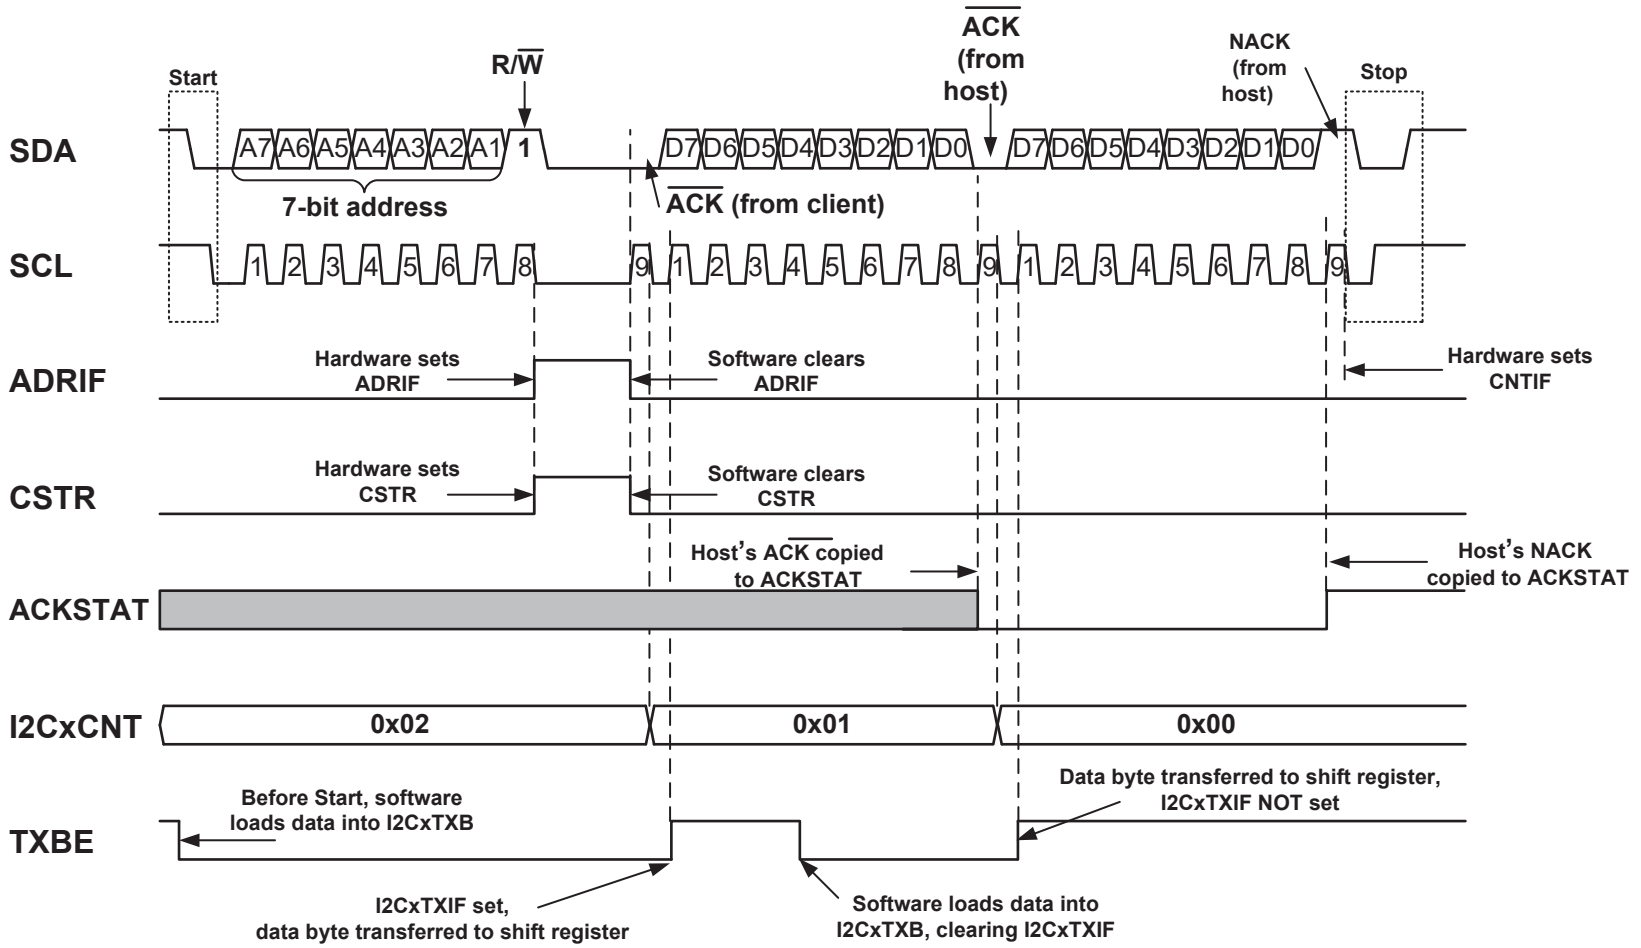 ACK
(from
host)
NACK
(from
host)
R/W
Start
Stop
SDA
A7 A6 A5 A4 A3 A2 A1 1
D7 D6 D5 D4 D3 D2 D1 D0
D7 D6 D5 D4 D3 D2 D1 D0
7-bit address
ACK (from client)
SCL
1 2 3 4 5 6 7 8 9 1 2 3 4 5 6 7 8 9 1 2 3 4 5 6 7 8 9
ADRIF
Hardware sets
ADRIF
Software clears
ADRIF
Hardware sets
CNTIF
CSTR
Hardware sets
CSTR
Software clears
CSTR
Host's ACK copied
to ACKSTAT
Host's NACK
copied to ACKSTAT
ACKSTAT
I2CxCNT
0x02
0x01
0x00
TXBE
Before Start, software
loads data into I2CxTXB
Data byte transferred to shift register,
I2CxTXIF NOT set
I2CxTXIF set,
data byte transferred to shift register
Software loads data into
I2CxTXB, clearing I2CxTXIF